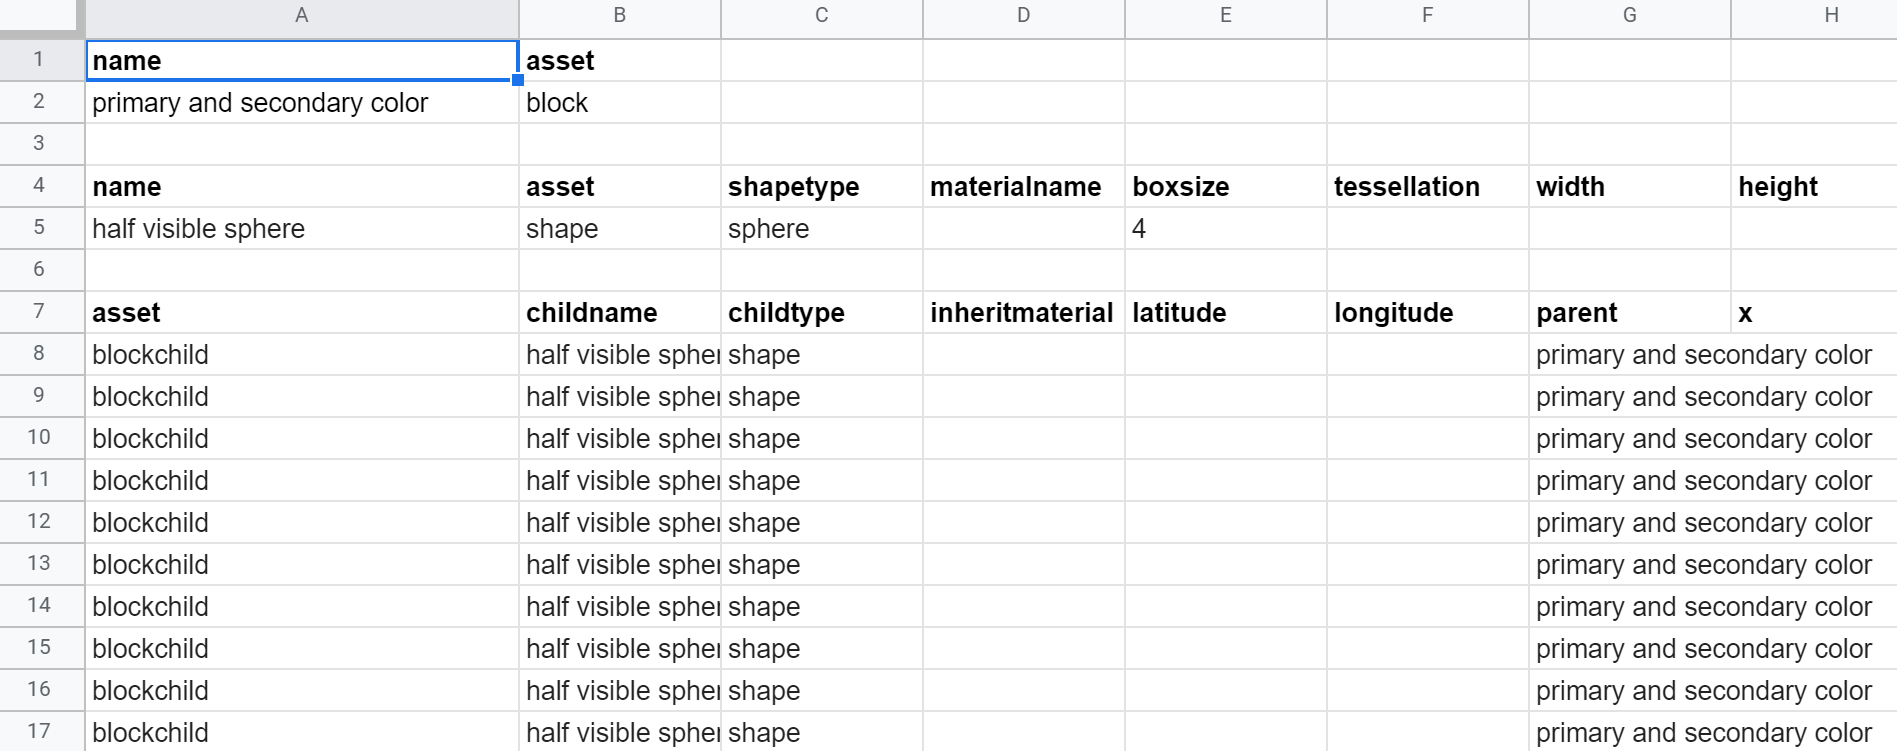 A B C D E F G H
1 name asset
2 primary and secondary color block
3
4 name asset shapetype materialname boxsize tessellation width height
5 half visible sphere shape sphere 4
6
7 asset childname childtype inheritmaterial latitude longitude parent x
8 blockchild half visible spher shape primary and secondary color
9 blockchild half visible spher shape primary and secondary color
10 blockchild half visible spher shape primary and secondary color
11 blockchild half visible spher shape primary and secondary color
12 blockchild half visible spher shape primary and secondary color
13 blockchild half visible spher shape primary and secondary color
14 blockchild half visible spher shape primary and secondary color
15 blockchild half visible spher shape primary and secondary color
16 blockchild half visible spher shape primary and secondary color
17 blockchild half visible spher shape primary and secondary color